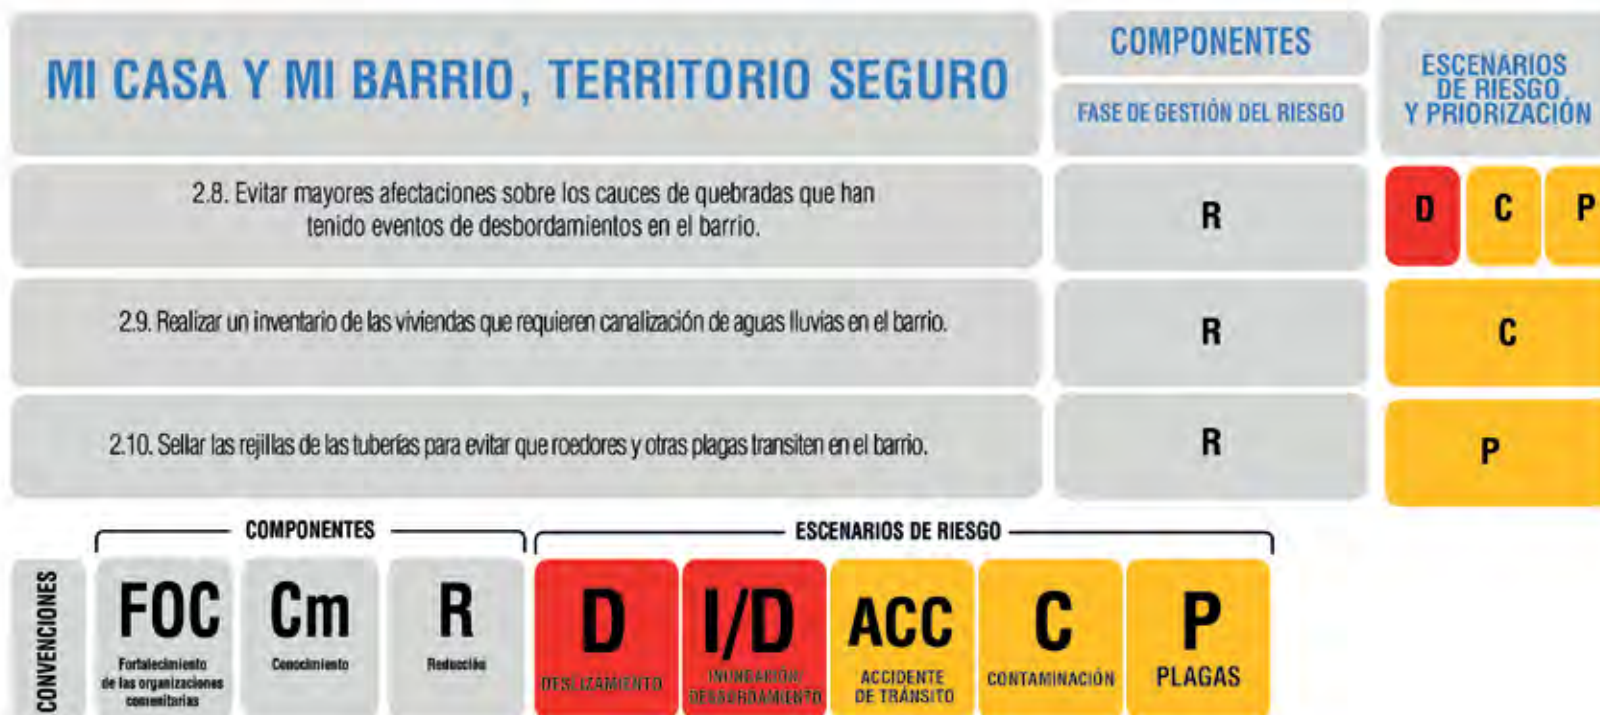 MI CASA Y MI BARRIO, TERRITORIO SEGURO
COMPONENTES
FASE DE GESTIÓN DEL RIESGO
ESCENARIOS
DE RIESGO
Y PRIORIZACIÓN
2.8. Evitar mayores afectaciones sobre los cauces de quebradas que han
tenido eventos de desbordamientos en el barrio.
R
D C P
2.9. Realizar un inventario de las viviendas que requieren canalización de aguas lluvias en el barrio.
R
C
2.10. Sellar las rejillas de las tuberías para evitar que roedores y otras plagas transiten en el barrio.
R
P
CONVENCIONES
COMPONENTES
FOC
Fortalecimiento
de las organizaciones
comunitarias
Cm
Conocimiento
R
Reducción
ESCENARIOS DE RIESGO
D
DESLIZAMIENTO
I/D
INUNDACIÓN/
DESBORDAMIENTO
ACC
ACCIDENTE
DE TRÁNSITO
C
CONTAMINACIÓN
P
PLAGAS